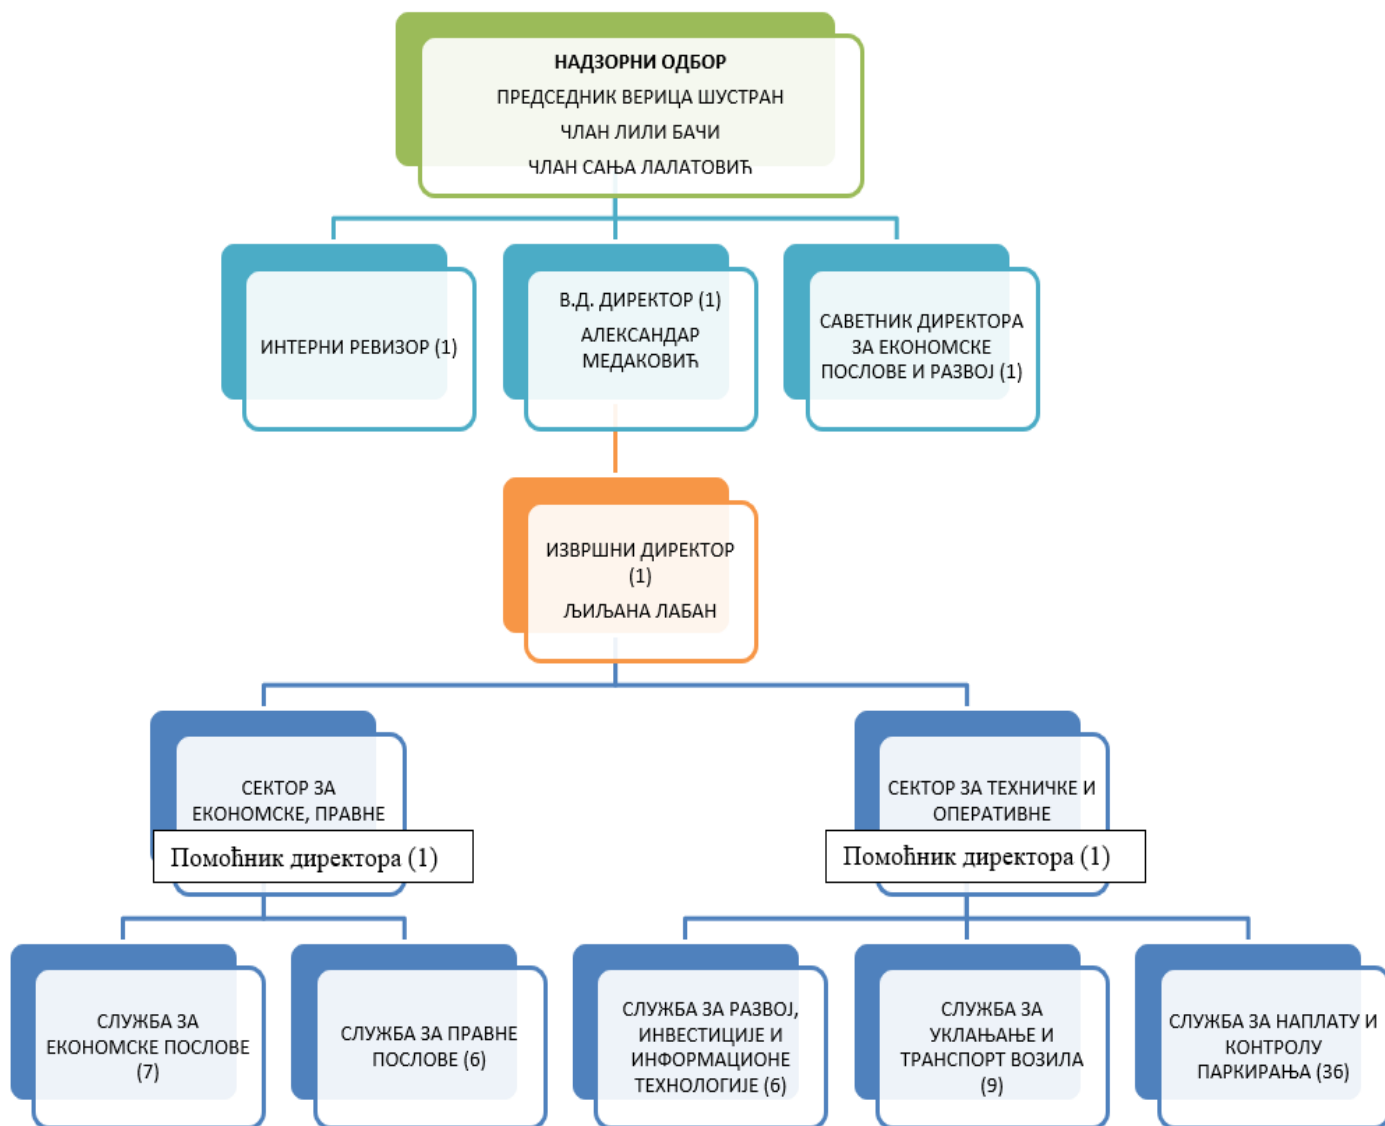 НАДЗОРНИ ОДБОР
ПРЕДСЕДНИК ВЕРИЦА ШУСТРАН
ЧЛАН ЛИЛИ БАЧИ
ЧЛАН САЊА ЛАЛАТОВИЋ
ИНТЕРНИ РЕВИЗОР (1)
В.Д. ДИРЕКТОР (1)
АЛЕКСАНДАР
МЕДАКОВИЋ
САВЕТНИК ДИРЕКТОРА
ЗА ЕКОНОМСКЕ
ПОСЛОВЕ И РАЗВОЈ (1)
ИЗВРШНИ ДИРЕКТОР
(1)
ЉИЉАНА ЛАБАН
СЕКТОР ЗА
ЕКОНОМСКЕ, ПРАВНЕ
Помоћник директора (1)
СЕКТОР ЗА ТЕХНИЧКЕ И
ОПЕРАТИВНЕ
Помоћник директора (1)
СЛУЖБА ЗА
ЕКОНОМСКЕ ПОСЛОВЕ
(7)
СЛУЖБА ЗА ПРАВНЕ
ПОСЛОВЕ (6)
СЛУЖБА ЗА РАЗВОЈ,
ИНВЕСТИЦИЈЕ И
ИНФОРМАЦИОНЕ
ТЕХНОЛОГИЈЕ (6)
СЛУЖБА ЗА
УКЛАЊАЊЕ И
ТРАНСПОРТ ВОЗИЛА
(9)
СЛУЖБА ЗА НАПЛАТУ И
КОНТРОЛУ
ПАРКИРАЊА (36)